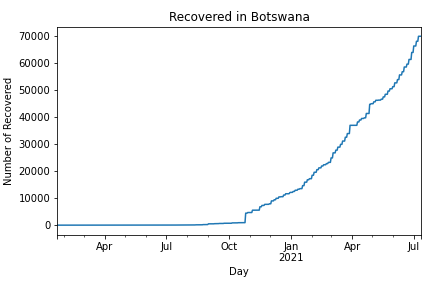 Recovered in Botswana
Number of Recovered
70000
60000
50000
40000
30000
20000
10000
0
Apr Jul Oct Jan Apr Jul
2021
Day